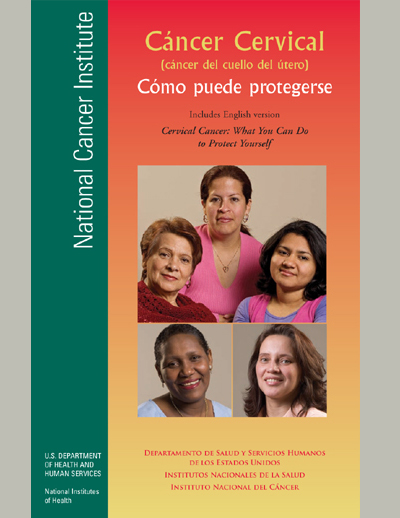 National Cancer Institute
Cáncer Cervical
(cáncer del cuello del útero)
Cómo puede protegerse
Includes English version
Cervical Cancer: What You Can Do
to Protect Yourself
U.S. DEPARTMENT
OF HEALTH AND
HUMAN SERVICES
National Institutes
of Health
Departamento de Salud y Servicios Humanos
de los Estados Unidos
Institutos Nacionales de la Salud
Instituto Nacional del Cáncer